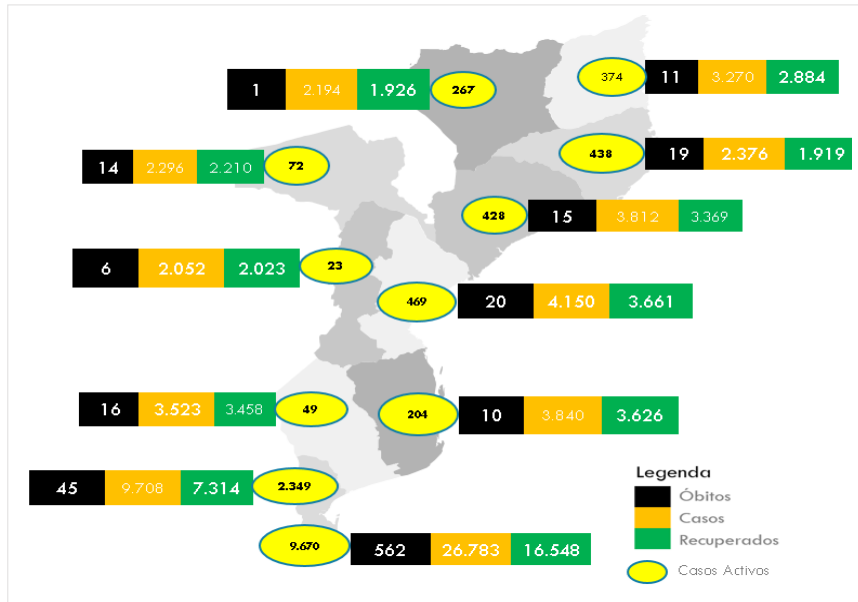 1 2.194 1.926 267
374 11 3.270 2.884
14 2.296 2.210 72
438 19 2.376 1.919
428 15 3.812 3.369
6 2.052 2.023 23
469 20 4.150 3.661
16 3.523 3.458 49
204 10 3.840 3.626
45 9.708 7.314 2.349
9.670 562 26.783 16.548
Legenda
Óbitos
Casos
Recuperados
Casos Activos